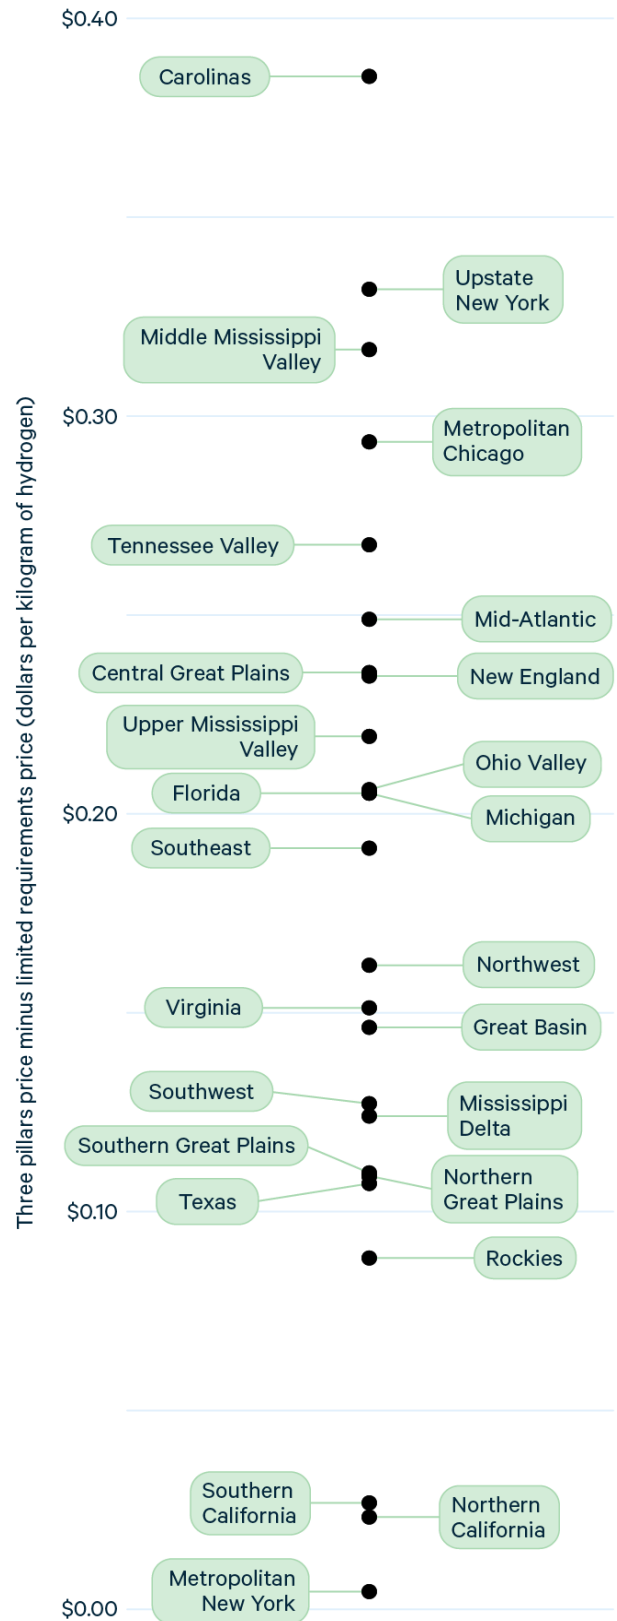 $0.40
Carolinas
Upstate
New York
Middle Mississippi
Valley
$0.30
Metropolitan
Chicago
Tennessee Valley
Mid-Atlantic
Central Great Plains
New England
Upper Mississippi
Valley
Ohio Valley
Florida
$0.20
Michigan
Southeast
Northwest
Virginia
Great Basin
Southwest
Mississippi
Delta
Southern Great Plains
Northern
Great Plains
Texas
$0.10
Rockies
Southern
California
Northern
California
Metropolitan
New York
$0.00
Three pillars price minus limited requirements price (dollars per kilogram of hydrogen)